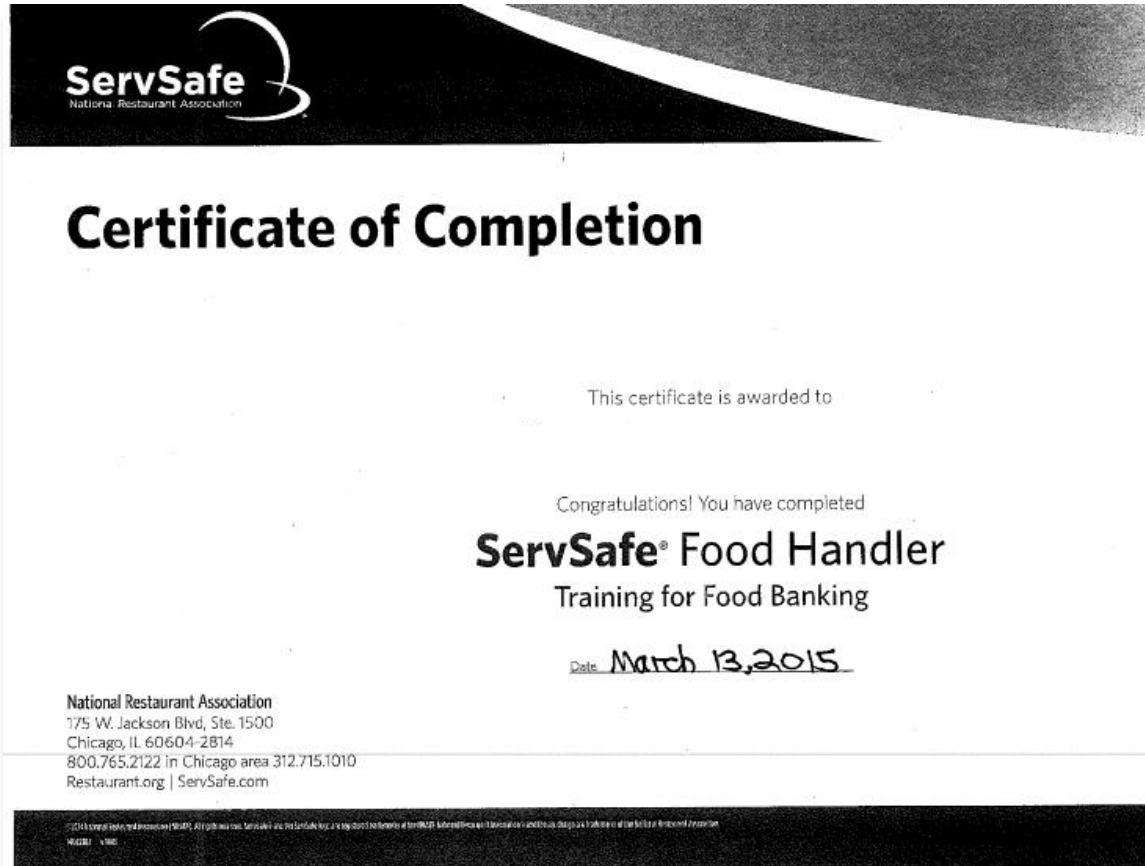 ServSafe
National Restaurant Association
Certificate of Completion
This certificate is awarded to
Congratulations! You have completed
ServSafe® Food Handler
Training for Food Banking
Date March 13, 2015
National Restaurant Association
175 W. Jackson Blvd, Ste. 1500
Chicago, IL 60604-2814
800.765.2122 in Chicago area 312.715.1010
Restaurant.org | ServSafe.com